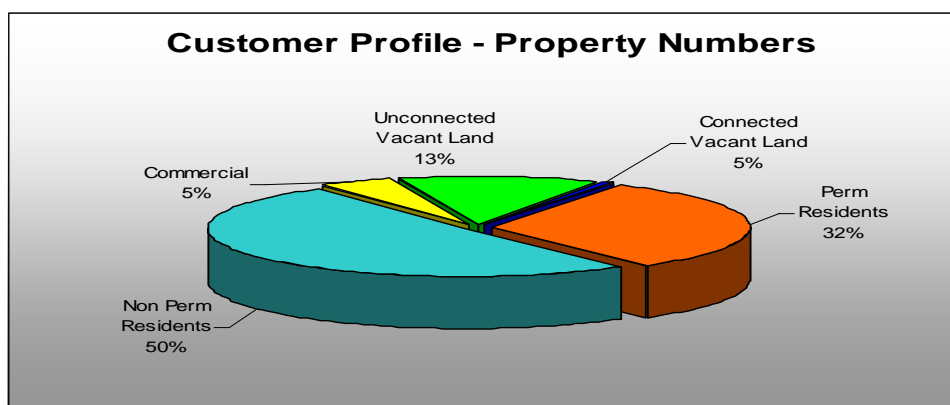 Customer Profile - Property Numbers
Unconnected
Vacant Land
13%
Connected
Vacant Land
5%
Commercial
5%
Perm
Residents
32%
Non Perm
Residents
50%